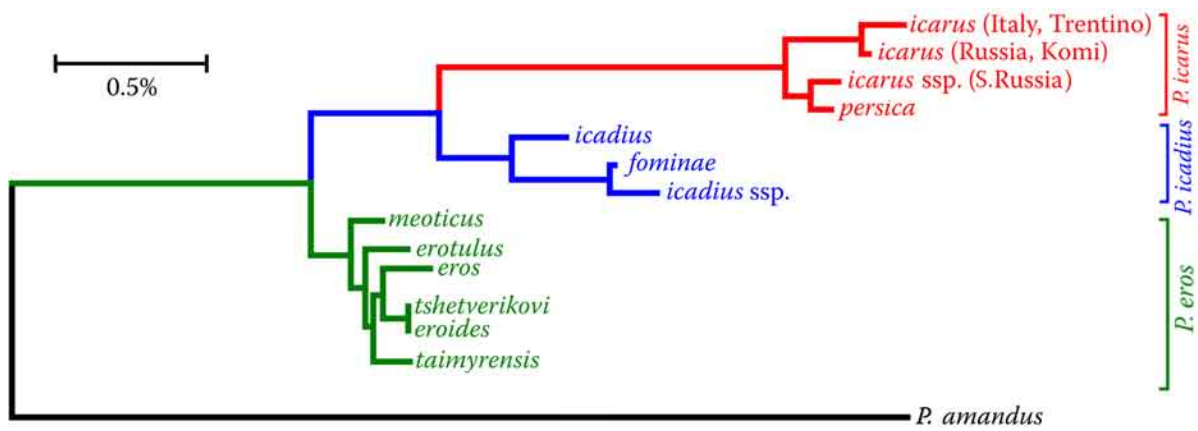 icarus (Italy, Trentino)
0.5%
icarus (Russia, Komi)
icarus ssp. (S.Russia)
persica
P. icarus
icadius
fominae
icadius ssp.
P. icadius
meoticus
erotulus
eros
tshetverikovi
eroides
taimyrensis
P. eros
P. amandus